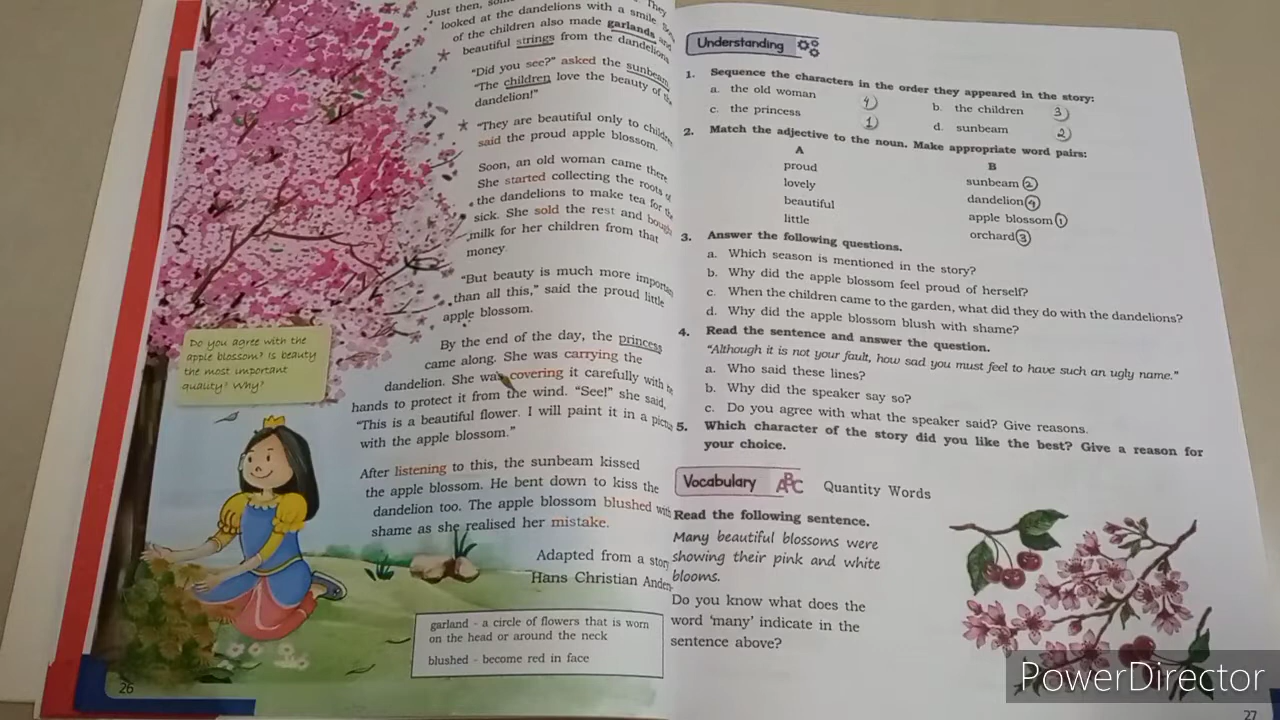 Just then, They
looked at the dandelions with a smile
of the children also made garlands and
beautiful strings from the dandelions
"Did you see?" asked the sunbeam
"The children love the beauty of the
dandelion!"
"They are beautiful only to children
said the proud apple blossom.
Soon, an old woman came there
She started collecting the roots of
the dandelions to make tea for the
sick. She sold the rest and bought
milk for her children from that
money.
"But beauty is much more important
than all this," said the proud little
apple blossom.
By the end of the day, the princess
came along. She was carrying the
dandelion. She was covering it carefully with
hands to protect it from the wind. "See!" she said,
"This is a beautiful flower. I will paint it in a
with the apple blossom."
After listening to this, the sunbeam kissed
the apple blossom. He bent down to kiss the
dandelion too. The apple blossom blushed with
shame as she realised her mistake.
Adapted from a story
Hans Christian
Do you agree with the
apple blossom? Is beauty
the most important
quality? Why?
garland - a circle of flowers that is worn
on the head or around the neck
blushed - become red in face
26
Understanding
1. Sequence the characters in the order they appeared in the story:
a. the old woman 4 b. the children 3
c. the princess 1 d. sunbeam 2
2. Match the adjective to the noun. Make appropriate word pairs:
A B
proud sunbeam 2
lovely dandelion 4
beautiful apple blossom 1
little orchard 3
3. Answer the following questions.
a. Which season is mentioned in the story?
b. Why did the apple blossom feel proud of herself?
c. When the children came to the garden, what did they do with the dandelions?
d. Why did the apple blossom blush with shame?
4. Read the sentence and answer the question.
"Although it is not your fault, how sad you must feel to have such an ugly name."
a. Who said these lines?
b. Why did the speaker say so?
c. Do you agree with what the speaker said? Give reasons.
5. Which character of the story did you like the best? Give a reason for
your choice.
Vocabulary ABC Quantity Words
Read the following sentence.
Many beautiful blossoms were
showing their pink and white
blooms.
Do you know what does the
word 'many' indicate in the
sentence above?
PowerDirector
27